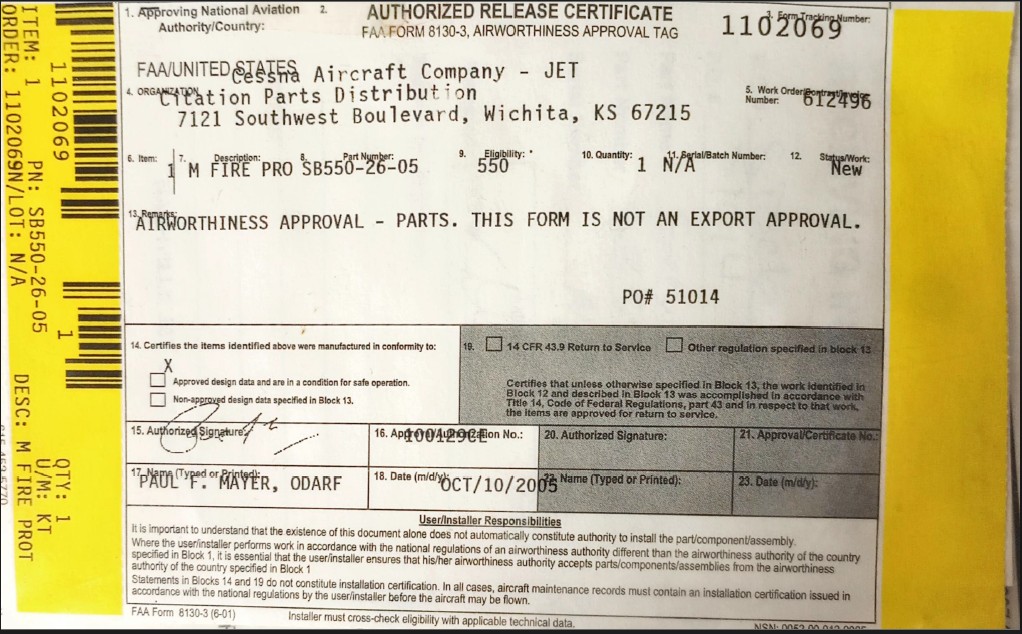 1. Approving National Aviation Authority/Country:
2.
AUTHORIZED RELEASE CERTIFICATE
FAA FORM 8130-3, AIRWORTHINESS APPROVAL TAG
3. Form Tracking Number:
1102069
FAA/UNITED STATES
4. ORGANIZATION
Cessna Aircraft Company - JET
Citation Parts Distribution
7121 Southwest Boulevard, Wichita, KS 67215
5. Work Order/Contract/Invoice
Number: 612496
6. Item: 7. Description: 8. Part Number: 9. Eligibility: * 10. Quantity: 11. Serial/Batch Number: 12. Status/Work:
1 M FIRE PRO SB550-26-05 550 1 N/A New
13. Remarks:
AIRWORTHINESS APPROVAL - PARTS. THIS FORM IS NOT AN EXPORT APPROVAL.
PO# 51014
14. Certifies the items identified above were manufactured in conformity to:
X
Approved design data and are in a condition for safe operation.
Non-approved design data specified in Block 13.
19. 14 CFR 43.9 Return to Service Other regulation specified in block 13
Certifies that unless otherwise specified in Block 13, the work identified in
Block 12 and described in Block 13 was accomplished in accordance with
Title 14, Code of Federal Regulations, part 43 and in respect to that work,
the items are approved for return to service.
15. Authorized Signature:
16. Approval/Authorization No.:
20. Authorized Signature:
21. Approval/Certificate No.:
17. Name (Typed or Printed):
PAUL F. MAYER, ODARF
18. Date (m/d/y):
OCT/10/2005
22. Name (Typed or Printed):
23. Date (m/d/y):
User/Installer Responsibilities
It is important to understand that the existence of this document alone does not automatically constitute authority to install the part/component/assembly.
Where the user/installer performs work in accordance with the national regulations of an airworthiness authority different than the airworthiness authority of the country
specified in Block 1, it is essential that the user/installer ensures that his/her airworthiness authority accepts parts/components/assemblies from the airworthiness
authority of the country specified in Block 1
Statements in Blocks 14 and 19 do not constitute installation certification. In all cases, aircraft maintenance records must contain an installation certification issued in
accordance with the national regulations by the user/installer before the aircraft may be flown.
FAA Form 8130-3 (6-01) Installer must cross-check eligibility with applicable technical data.
1102069
1
ITEM: 1 PN: SB550-26-05 QTY: 1
U/M: KT
ORDER: 1102069N/LOT: N/A DESC: M FIRE PROT